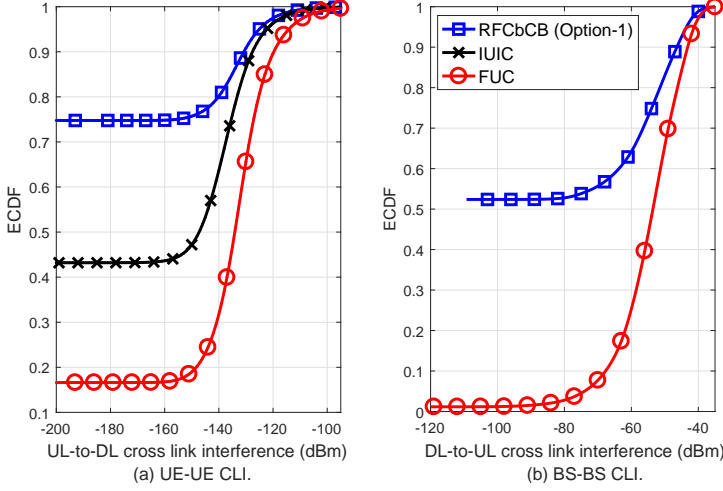 1
0.9
0.8
0.7
0.6
0.5
0.4
0.3
0.2
0.1
ECDF
-200 -180 -160 -140 -120 -100
UL-to-DL cross link interference (dBm)
(a) UE-UE CLI.
RFCbCB (Option-1)
IUIC
FUC
1
0.9
0.8
0.7
0.6
0.5
0.4
0.3
0.2
0.1
0
ECDF
-120 -100 -80 -60 -40
DL-to-UL cross link interference (dBm)
(b) BS-BS CLI.